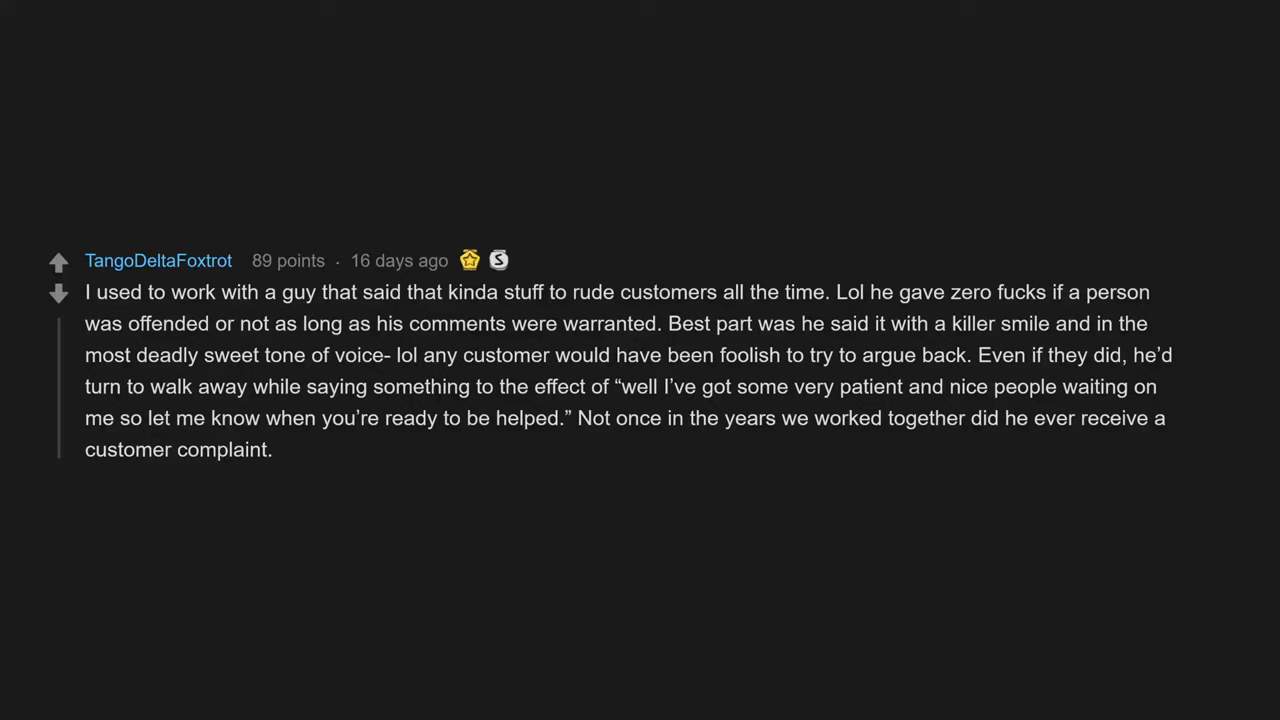 TangoDeltaFoxtrot 89 points · 16 days ago S
I used to work with a guy that said that kinda stuff to rude customers all the time. Lol he gave zero fucks if a person
was offended or not as long as his comments were warranted. Best part was he said it with a killer smile and in the
most deadly sweet tone of voice- lol any customer would have been foolish to try to argue back. Even if they did, he’d
turn to walk away while saying something to the effect of “well I’ve got some very patient and nice people waiting on
me so let me know when you’re ready to be helped.” Not once in the years we worked together did he ever receive a
customer complaint.